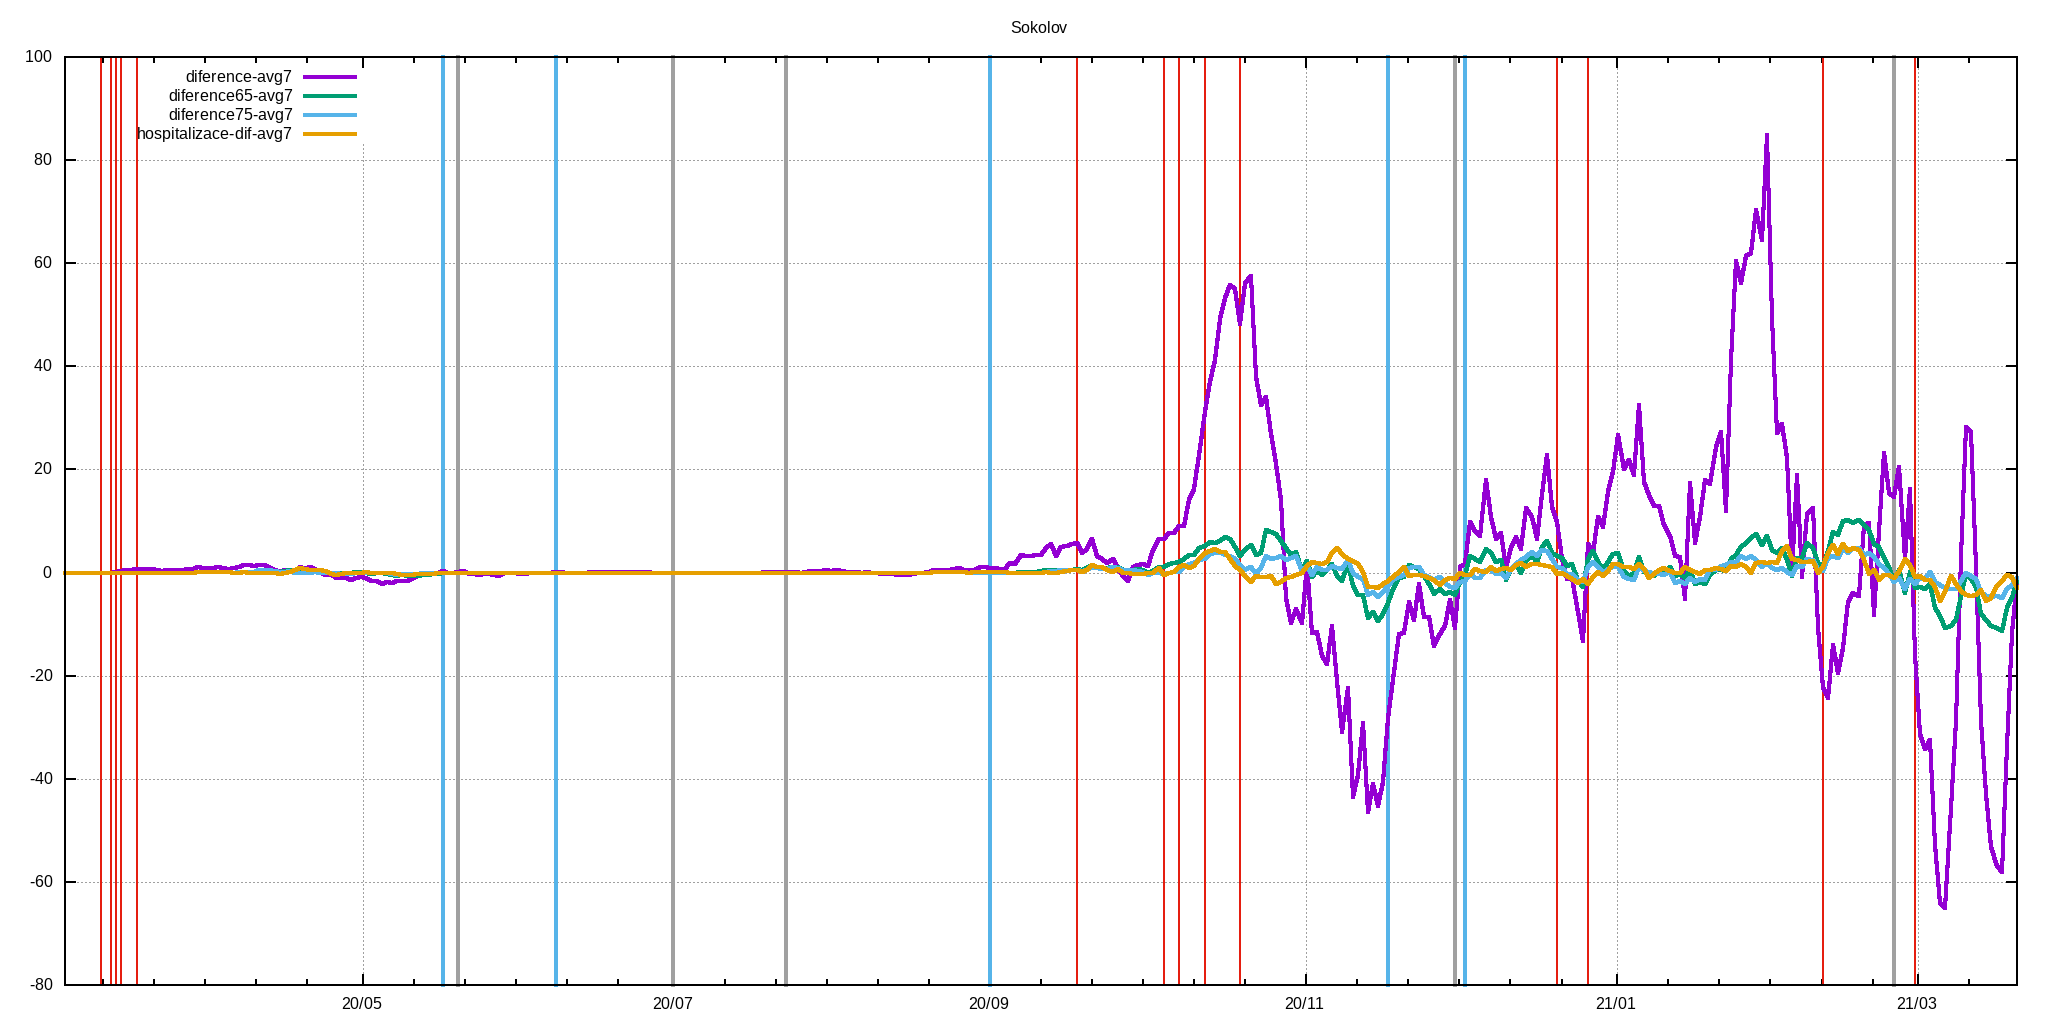 Sokolov
100
80
60
40
20
0
-20
-40
-60
-80
diference-avg7
diference65-avg7
diference75-avg7
hospitalizace-dif-avg7
20/05 20/07 20/09 20/11 21/01 21/03